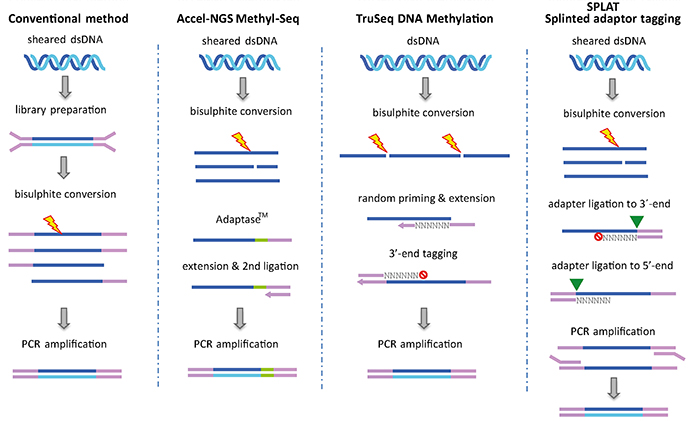 Conventional method
sheared dsDNA
library preparation
bisulphite conversion
PCR amplification
Accel-NGS Methyl-Seq
sheared dsDNA
bisulphite conversion
Adaptase™
extension & 2nd ligation
PCR amplification
TruSeq DNA Methylation
dsDNA
bisulphite conversion
random priming & extension
NNNNNN
3′-end tagging
NNNNNN
PCR amplification
SPLAT
Splinted adaptor tagging
sheared dsDNA
bisulphite conversion
adapter ligation to 3′-end
NNNNNN
adapter ligation to 5′-end
NNNNNN
PCR amplification